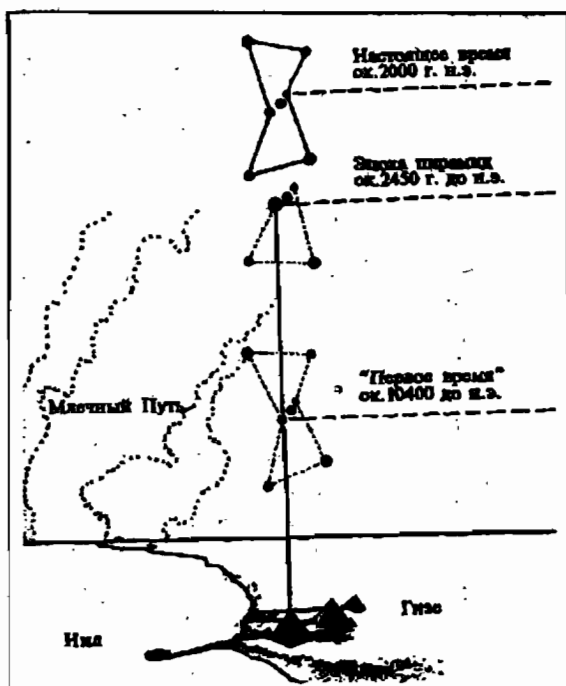 Настоящее время
ок.2000 г. н.э.
Эпоха пирамид
ок.2450 г. до н.э.
"Первое время"
ок.10400 до н.э.
Млечный Путь
Гизе
Нил